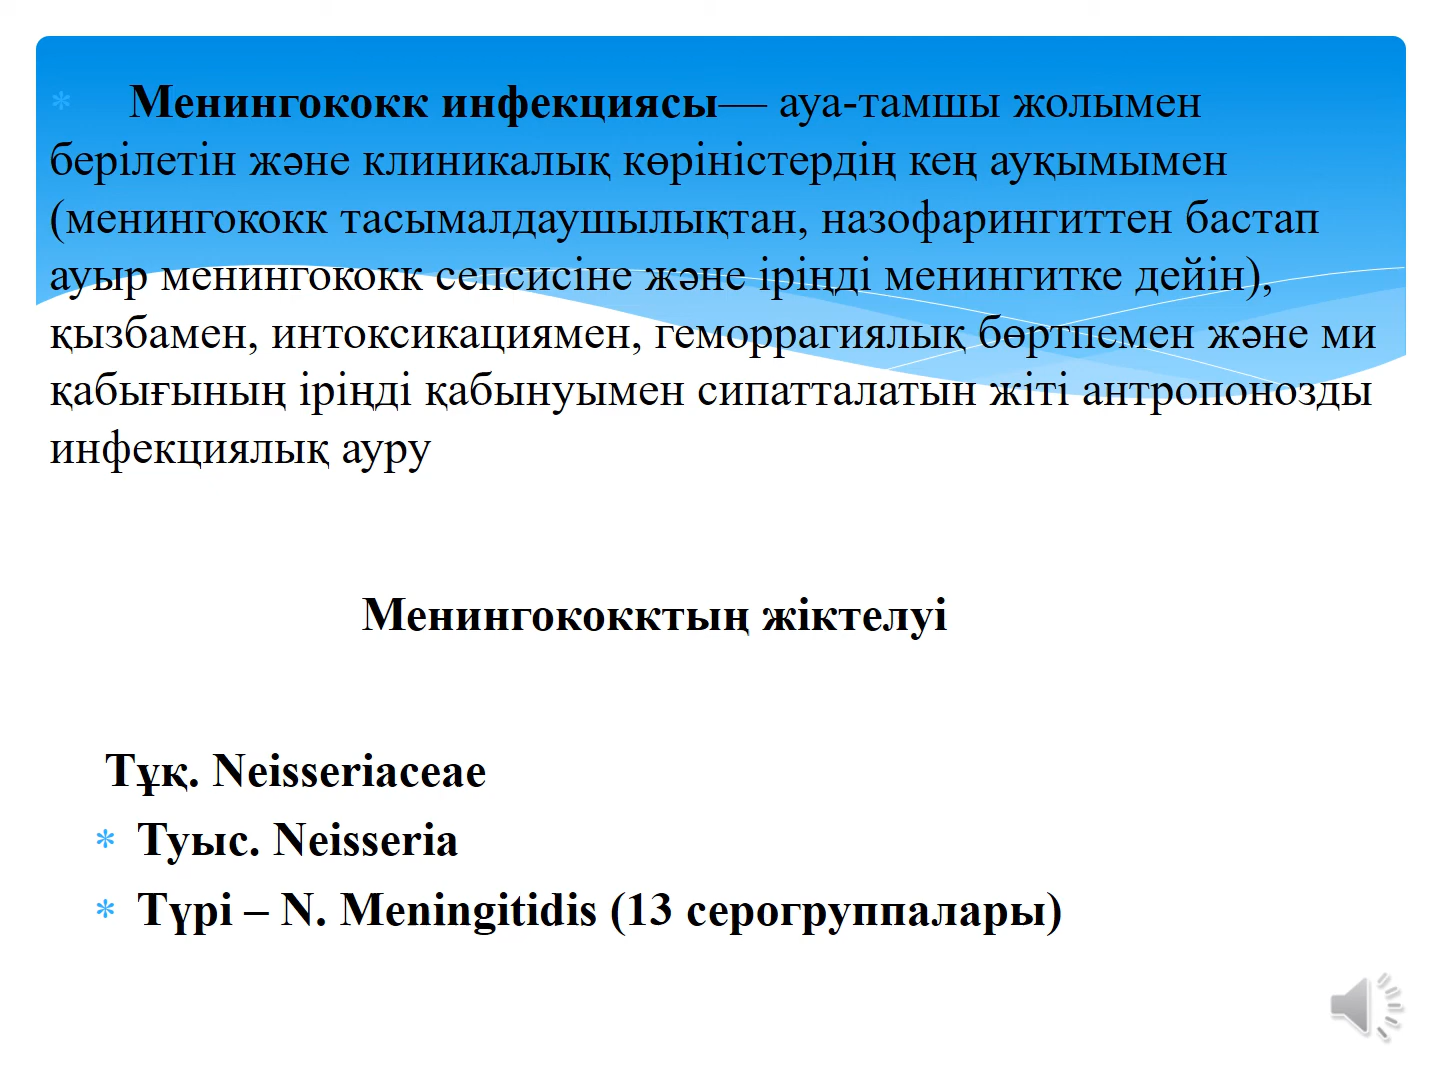 * Менингококк инфекциясы— ауа-тамшы жолымен
берілетін және клиникалық көріністердің кең ауқымымен
(менингококк тасымалдаушылықтан, назофарингиттен бастап
ауыр менингококк сепсисіне және іріңді менингитке дейін),
қызбамен, интоксикациямен, геморрагиялық бөртпемен және ми
қабығының іріңді қабынуымен сипатталатын жіті антропонозды
инфекциялық ауру
Менингококктың жіктелуі
Тұқ. Neisseriaceae
* Туыс. Neisseria
* Түрі – N. Meningitidis (13 серогруппалары)